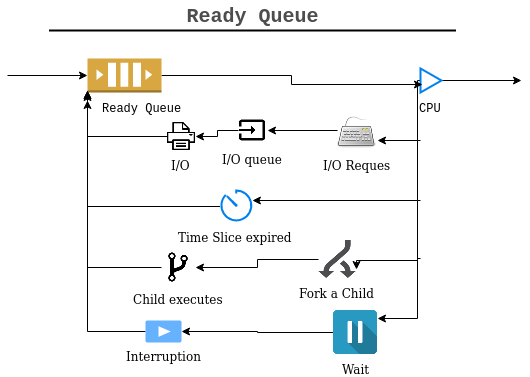 Ready Queue
Ready Queue
CPU
I/O
I/O queue
I/O Reques
Time Slice expired
Child executes
Fork a Child
Interruption
Wait